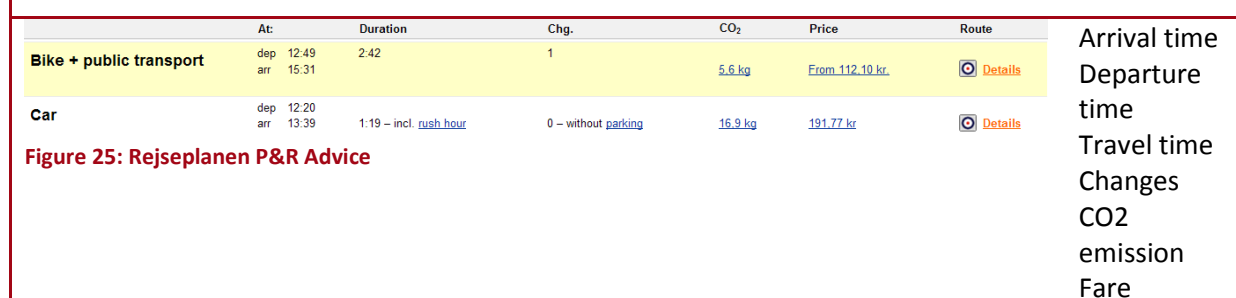 At: Duration Chg. CO₂ Price Route
Bike + public transport dep 12:49 2:42 1
arr 15:31 5.6 kg From 112,10 kr. Details
Car dep 12:20
arr 13:39 1:19 – incl. rush hour 0 – without parking 16.9 kg 191.77 kr Details
Figure 25: Rejseplanen P&R Advice
Arrival time
Departure
time
Travel time
Changes
CO2
emission
Fare